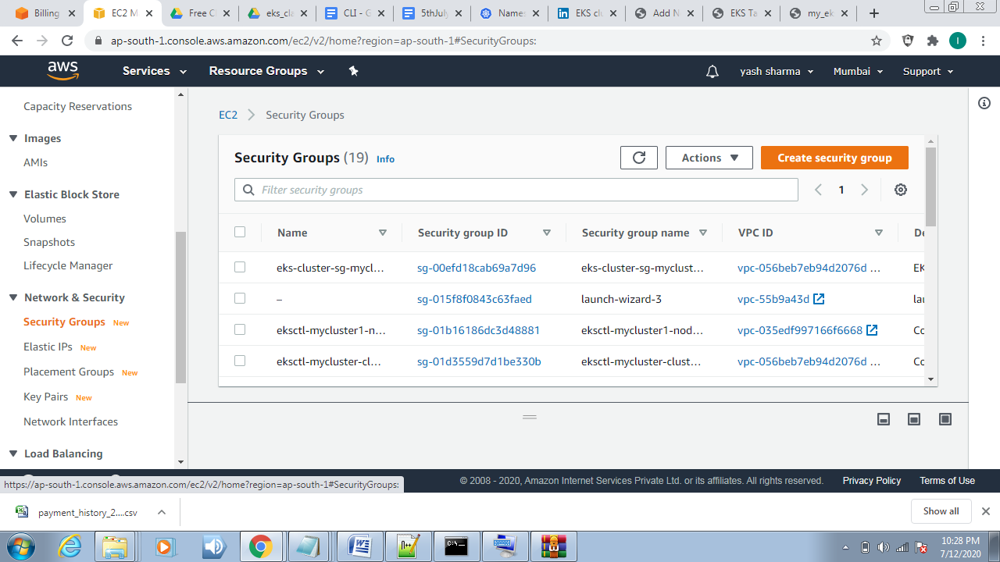 Billing
EC2 M
Free C
eks_cla
CLI - G
5thJuly
Names
EKS clu
Add N
EKS Ta
my_ek
ap-south-1.console.aws.amazon.com/ec2/v2/home?region=ap-south-1#SecurityGroups:
I
aws
Services
Resource Groups
yash sharma
Mumbai
Support
Capacity Reservations
Images
AMIs
Elastic Block Store
Volumes
Snapshots
Lifecycle Manager
Network & Security
Security Groups New
Elastic IPs New
Placement Groups New
Key Pairs New
Network Interfaces
Load Balancing
EC2 Security Groups
Security Groups (19) Info
Actions
Create security group
Filter security groups
1
Name Security group ID Security group name VPC ID De
eks-cluster-sg-mycl... sg-00efd18cab69a7d96 eks-cluster-sg-myclust... vpc-056beb7eb94d2076d ... EK
– sg-015f8f0843c63faed launch-wizard-3 vpc-55b9a43d lau
eksctl-mycluster1-n... sg-01b16186dc3d48881 eksctl-mycluster1-nod... vpc-035edf997166f6668 Co
eksctl-mycluster-cl... sg-01d3559d7d1be330b eksctl-mycluster-clust... vpc-056beb7eb94d2076d ... Co
https://ap-south-1.console.aws.amazon.com/ec2/v2/home?region=ap-south-1#SecurityGroups:
© 2008 - 2020, Amazon Internet Services Private Ltd. or its affiliates. All rights reserved. Privacy Policy Terms of Use
payment_history_2....csv
Show all
10:28 PM
7/12/2020